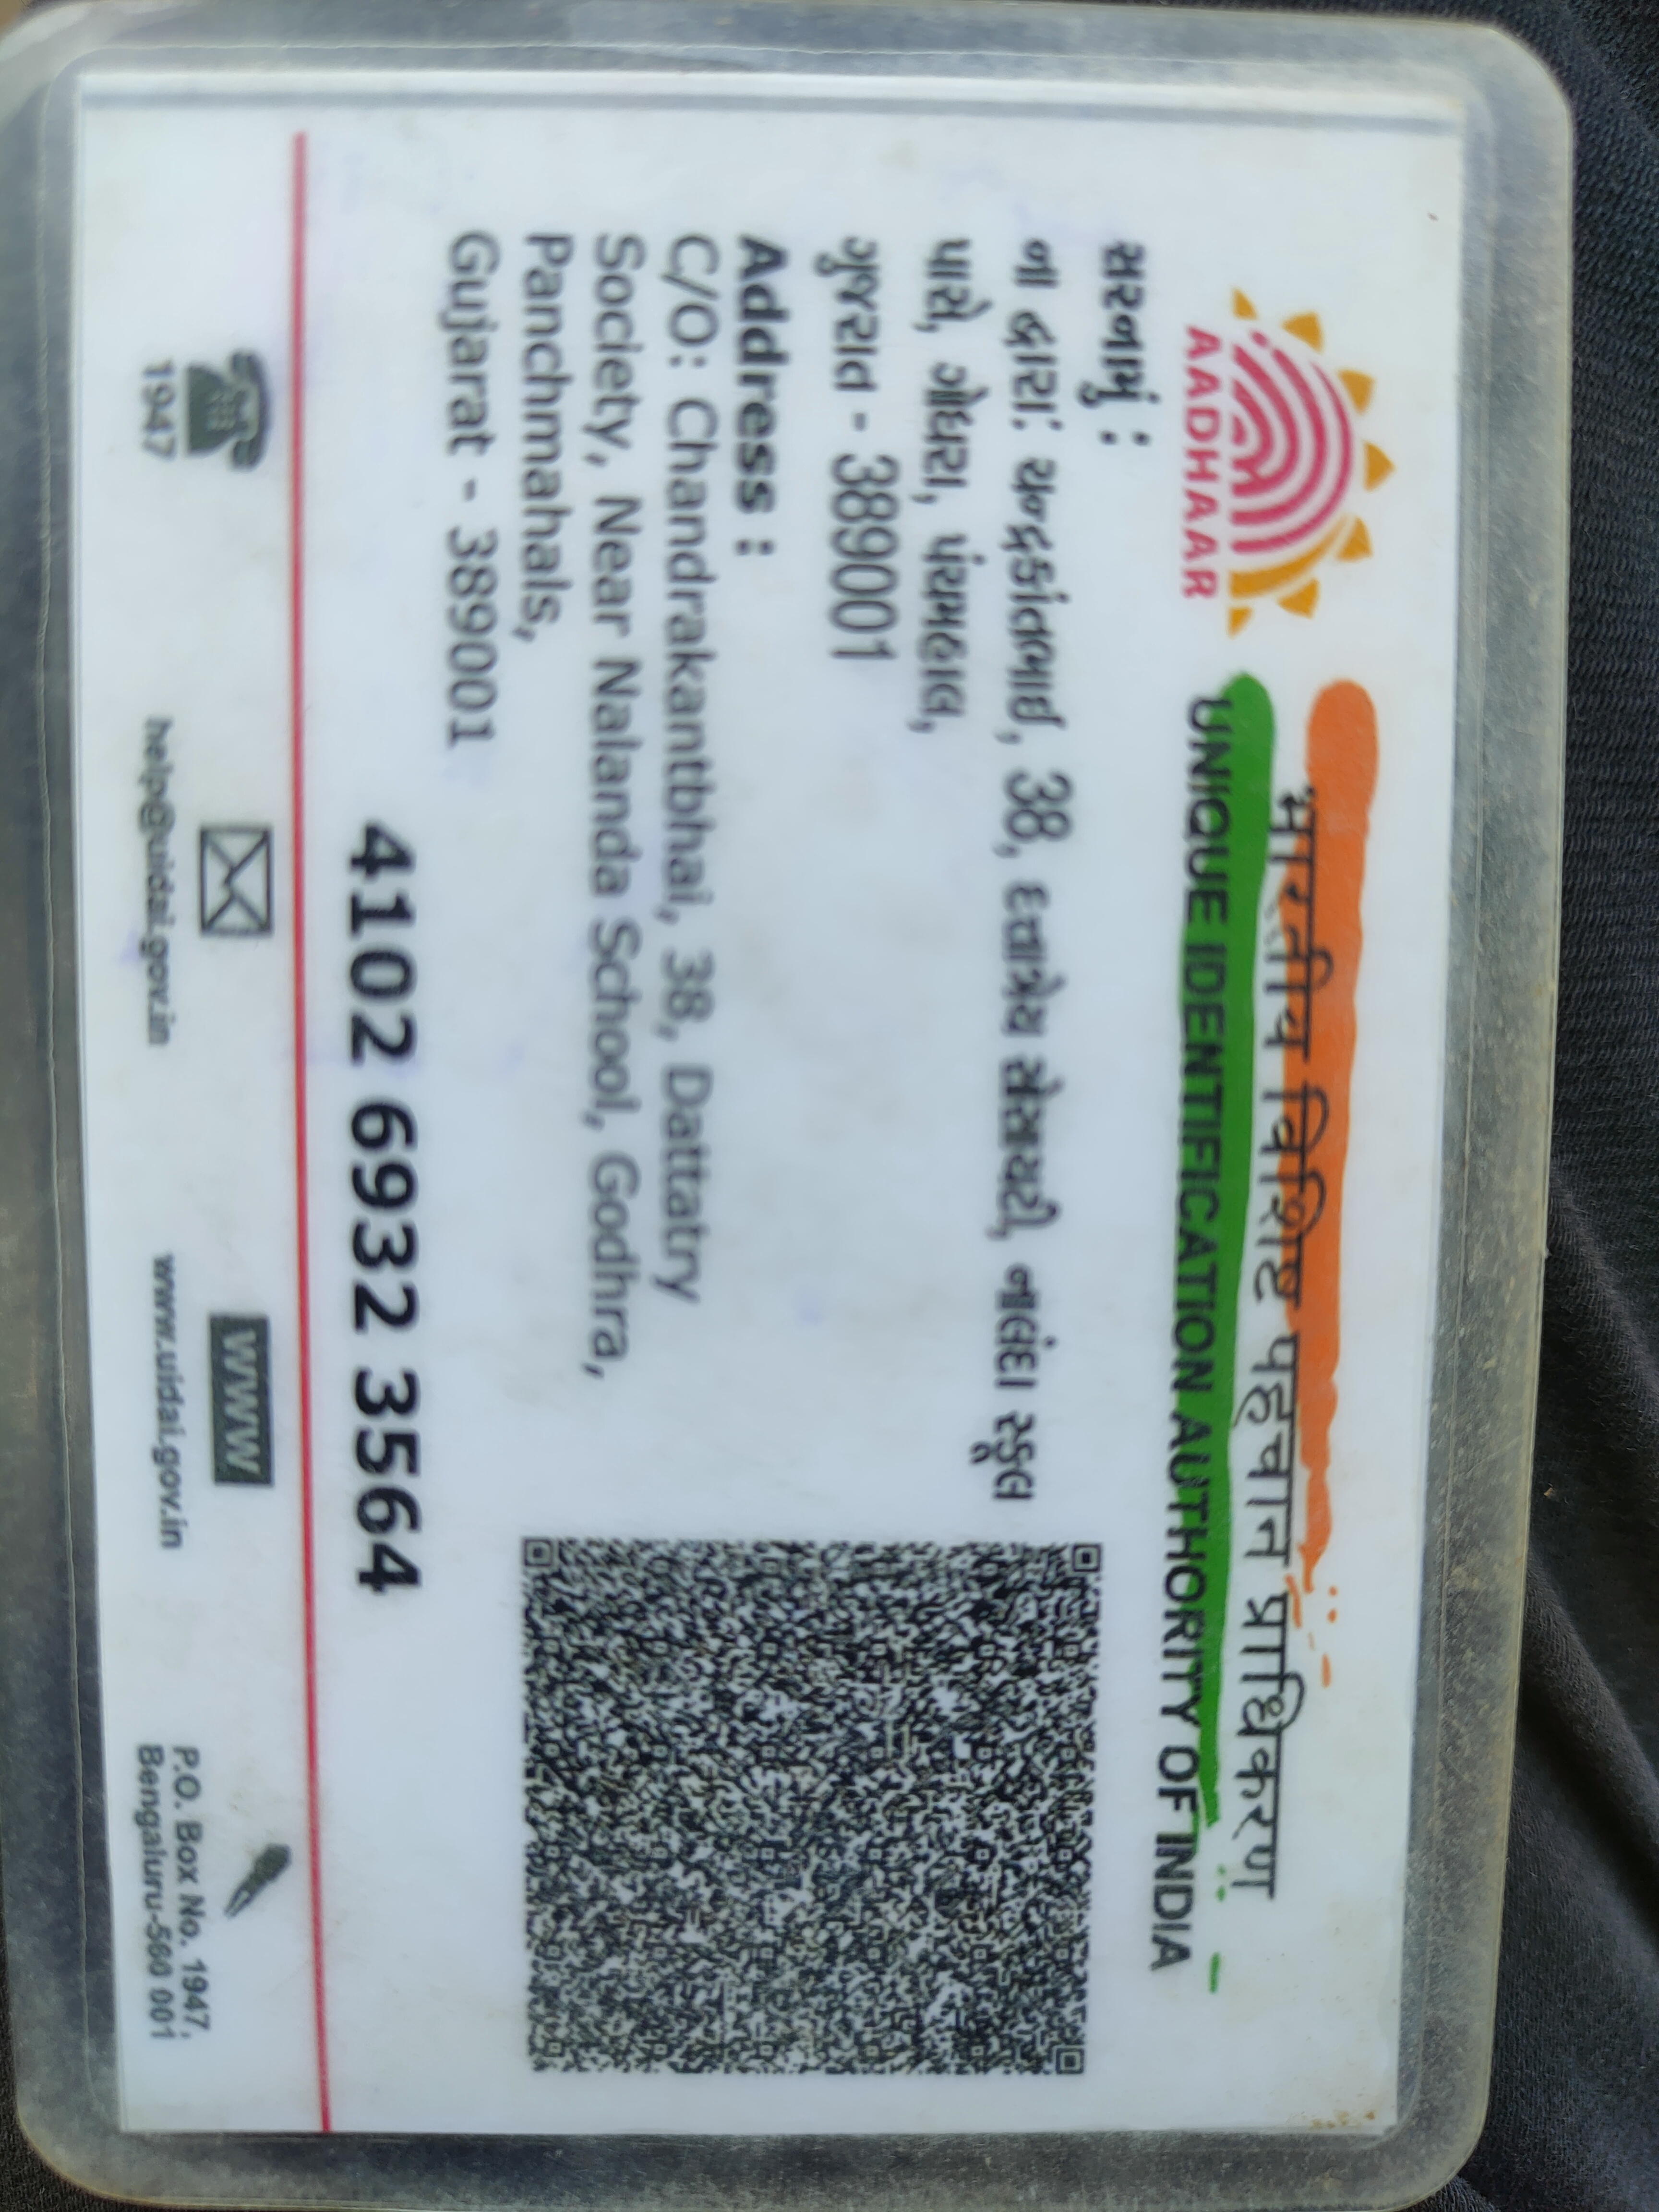 भारतीय विशिष्ट पहचान प्राधिकरण
UNIQUE IDENTIFICATION AUTHORITY OF INDIA
AADHAAR
સરનામું :
ના દ્વારા: ચન્દ્રકાંતભાઇ, 38, દત્તાત્રેય સોસાયટી, નાલંદા સ્કૂલ
પાસે, ગોધરા, પંચમહાલ,
ગુજરાત - 389001
Address :
C/O: Chandrakantbhai, 38, Dattatry
Society, Near Nalanda School, Godhra,
Panchmahals,
Gujarat - 389001
4102 6932 3564
1947
help@uidai.gov.in
WWW
www.uidai.gov.in
P.O. Box No. 1947,
Bengaluru-560 001